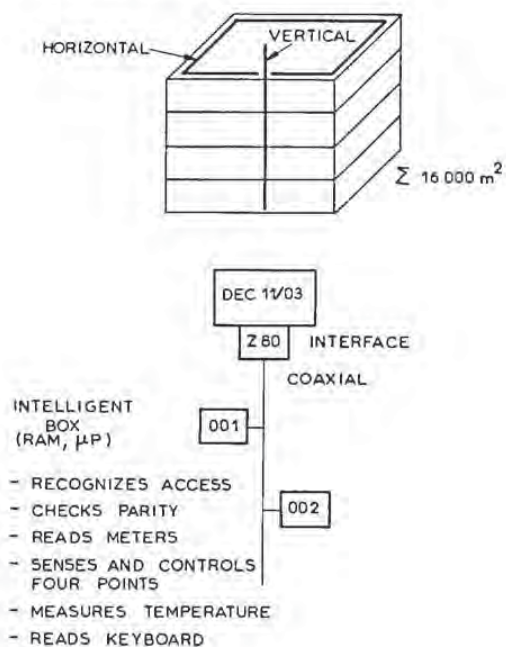 HORIZONTAL
VERTICAL
Σ 16 000 m²
DEC 11/03
Z 80
INTERFACE
COAXIAL
INTELLIGENT
BOX
(RAM, μP)
001
002
- RECOGNIZES ACCESS
- CHECKS PARITY
- READS METERS
- SENSES AND CONTROLS
FOUR POINTS
- MEASURES TEMPERATURE
- READS KEYBOARD